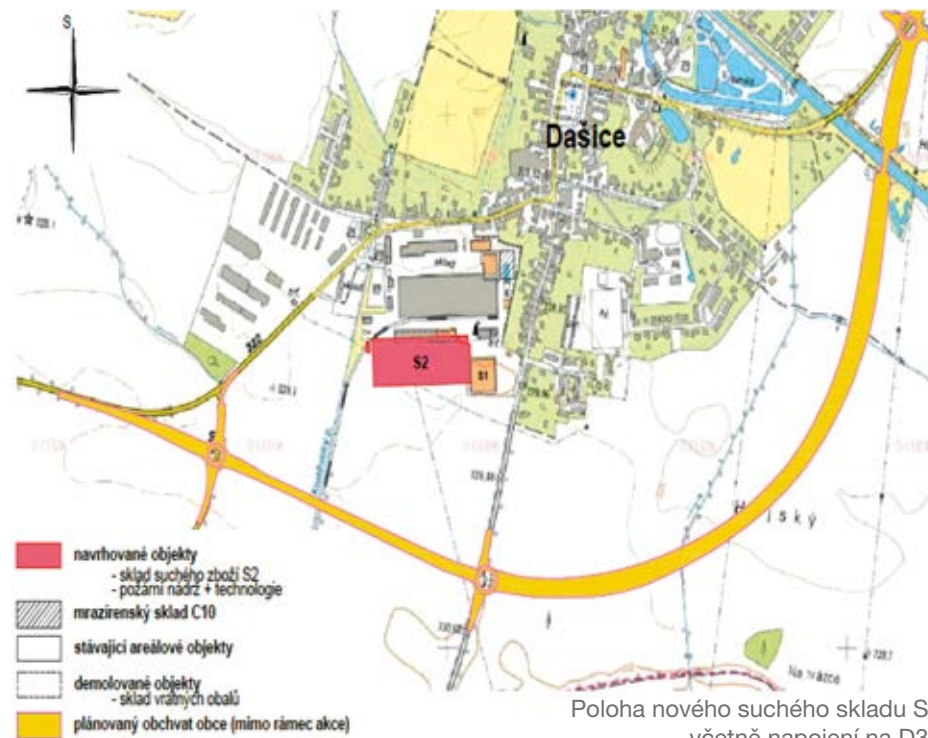 S
Dašice
sklad
322
S2
S1
Na hrázce
navrhované objekty
- sklad suchého zboží S2
- požární nádrž + technologie
mrazírenský sklad C10
stávající areálové objekty
demolované objekty
- sklad vratných obalů
plánovaný obchvat obce (mimo rámec akce)
Poloha nového suchého skladu S
včetně napojení na D3